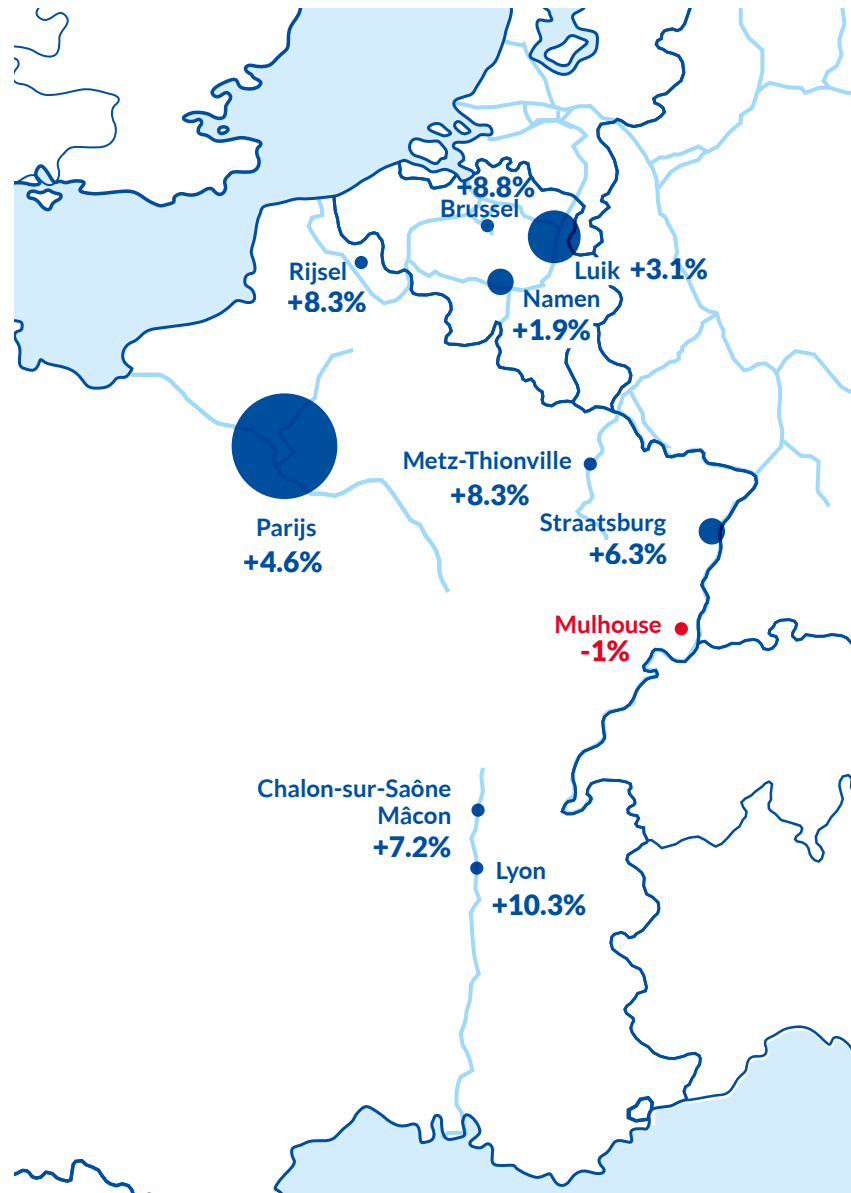 +8.8%
Brussel
Luik +3.1%
Rijsel
+8.3%
Namen
+1.9%
Metz-Thionville
+8.3%
Parijs
+4.6%
Straatsburg
+6.3%
Mulhouse
-1%
Chalon-sur-Saône
Mâcon
+7.2%
Lyon
+10.3%